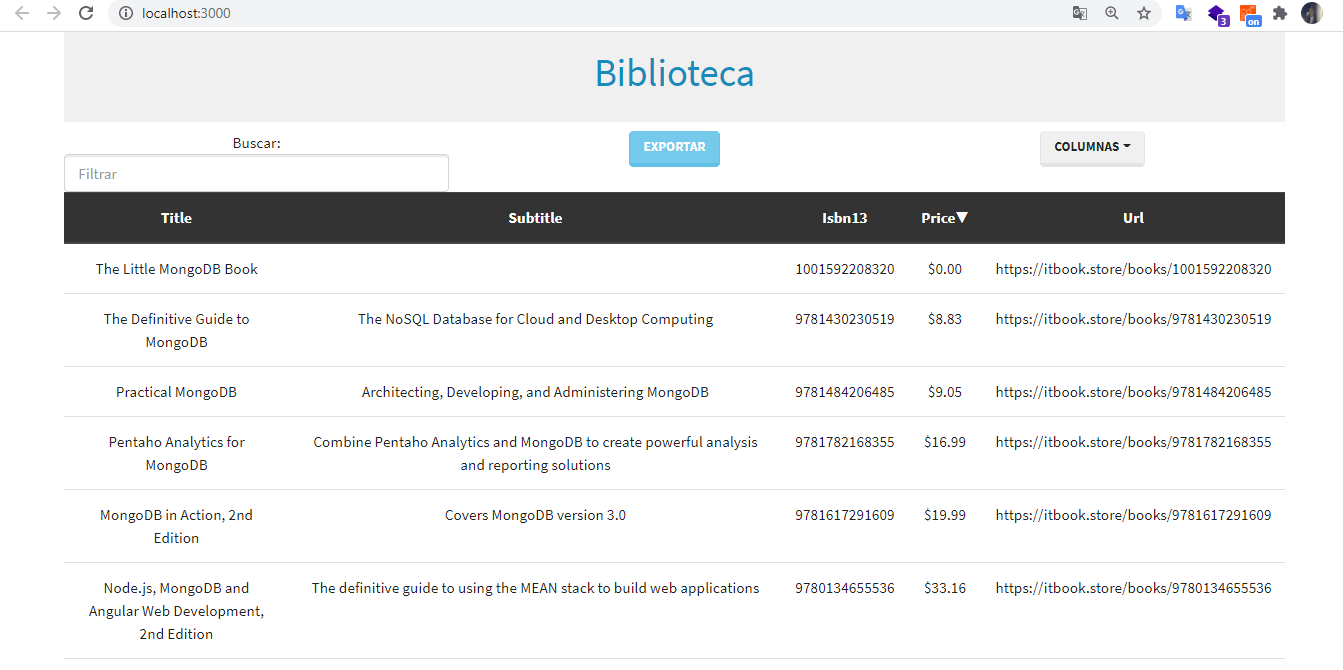 localhost:3000
3
on
Biblioteca
Buscar:
EXPORTAR
COLUMNAS
Filtrar
Title Subtitle Isbn13 Price▼ Url
The Little MongoDB Book 1001592208320 $0.00 https://itbook.store/books/1001592208320
The Definitive Guide to The NoSQL Database for Cloud and Desktop Computing 9781430230519 $8.83 https://itbook.store/books/9781430230519
MongoDB
Practical MongoDB Architecting, Developing, and Administering MongoDB 9781484206485 $9.05 https://itbook.store/books/9781484206485
Pentaho Analytics for Combine Pentaho Analytics and MongoDB to create powerful analysis 9781782168355 $16.99 https://itbook.store/books/9781782168355
MongoDB and reporting solutions
MongoDB in Action, 2nd Covers MongoDB version 3.0 9781617291609 $19.99 https://itbook.store/books/9781617291609
Edition
Node.js, MongoDB and The definitive guide to using the MEAN stack to build web applications 9780134655536 $33.16 https://itbook.store/books/9780134655536
Angular Web Development,
2nd Edition